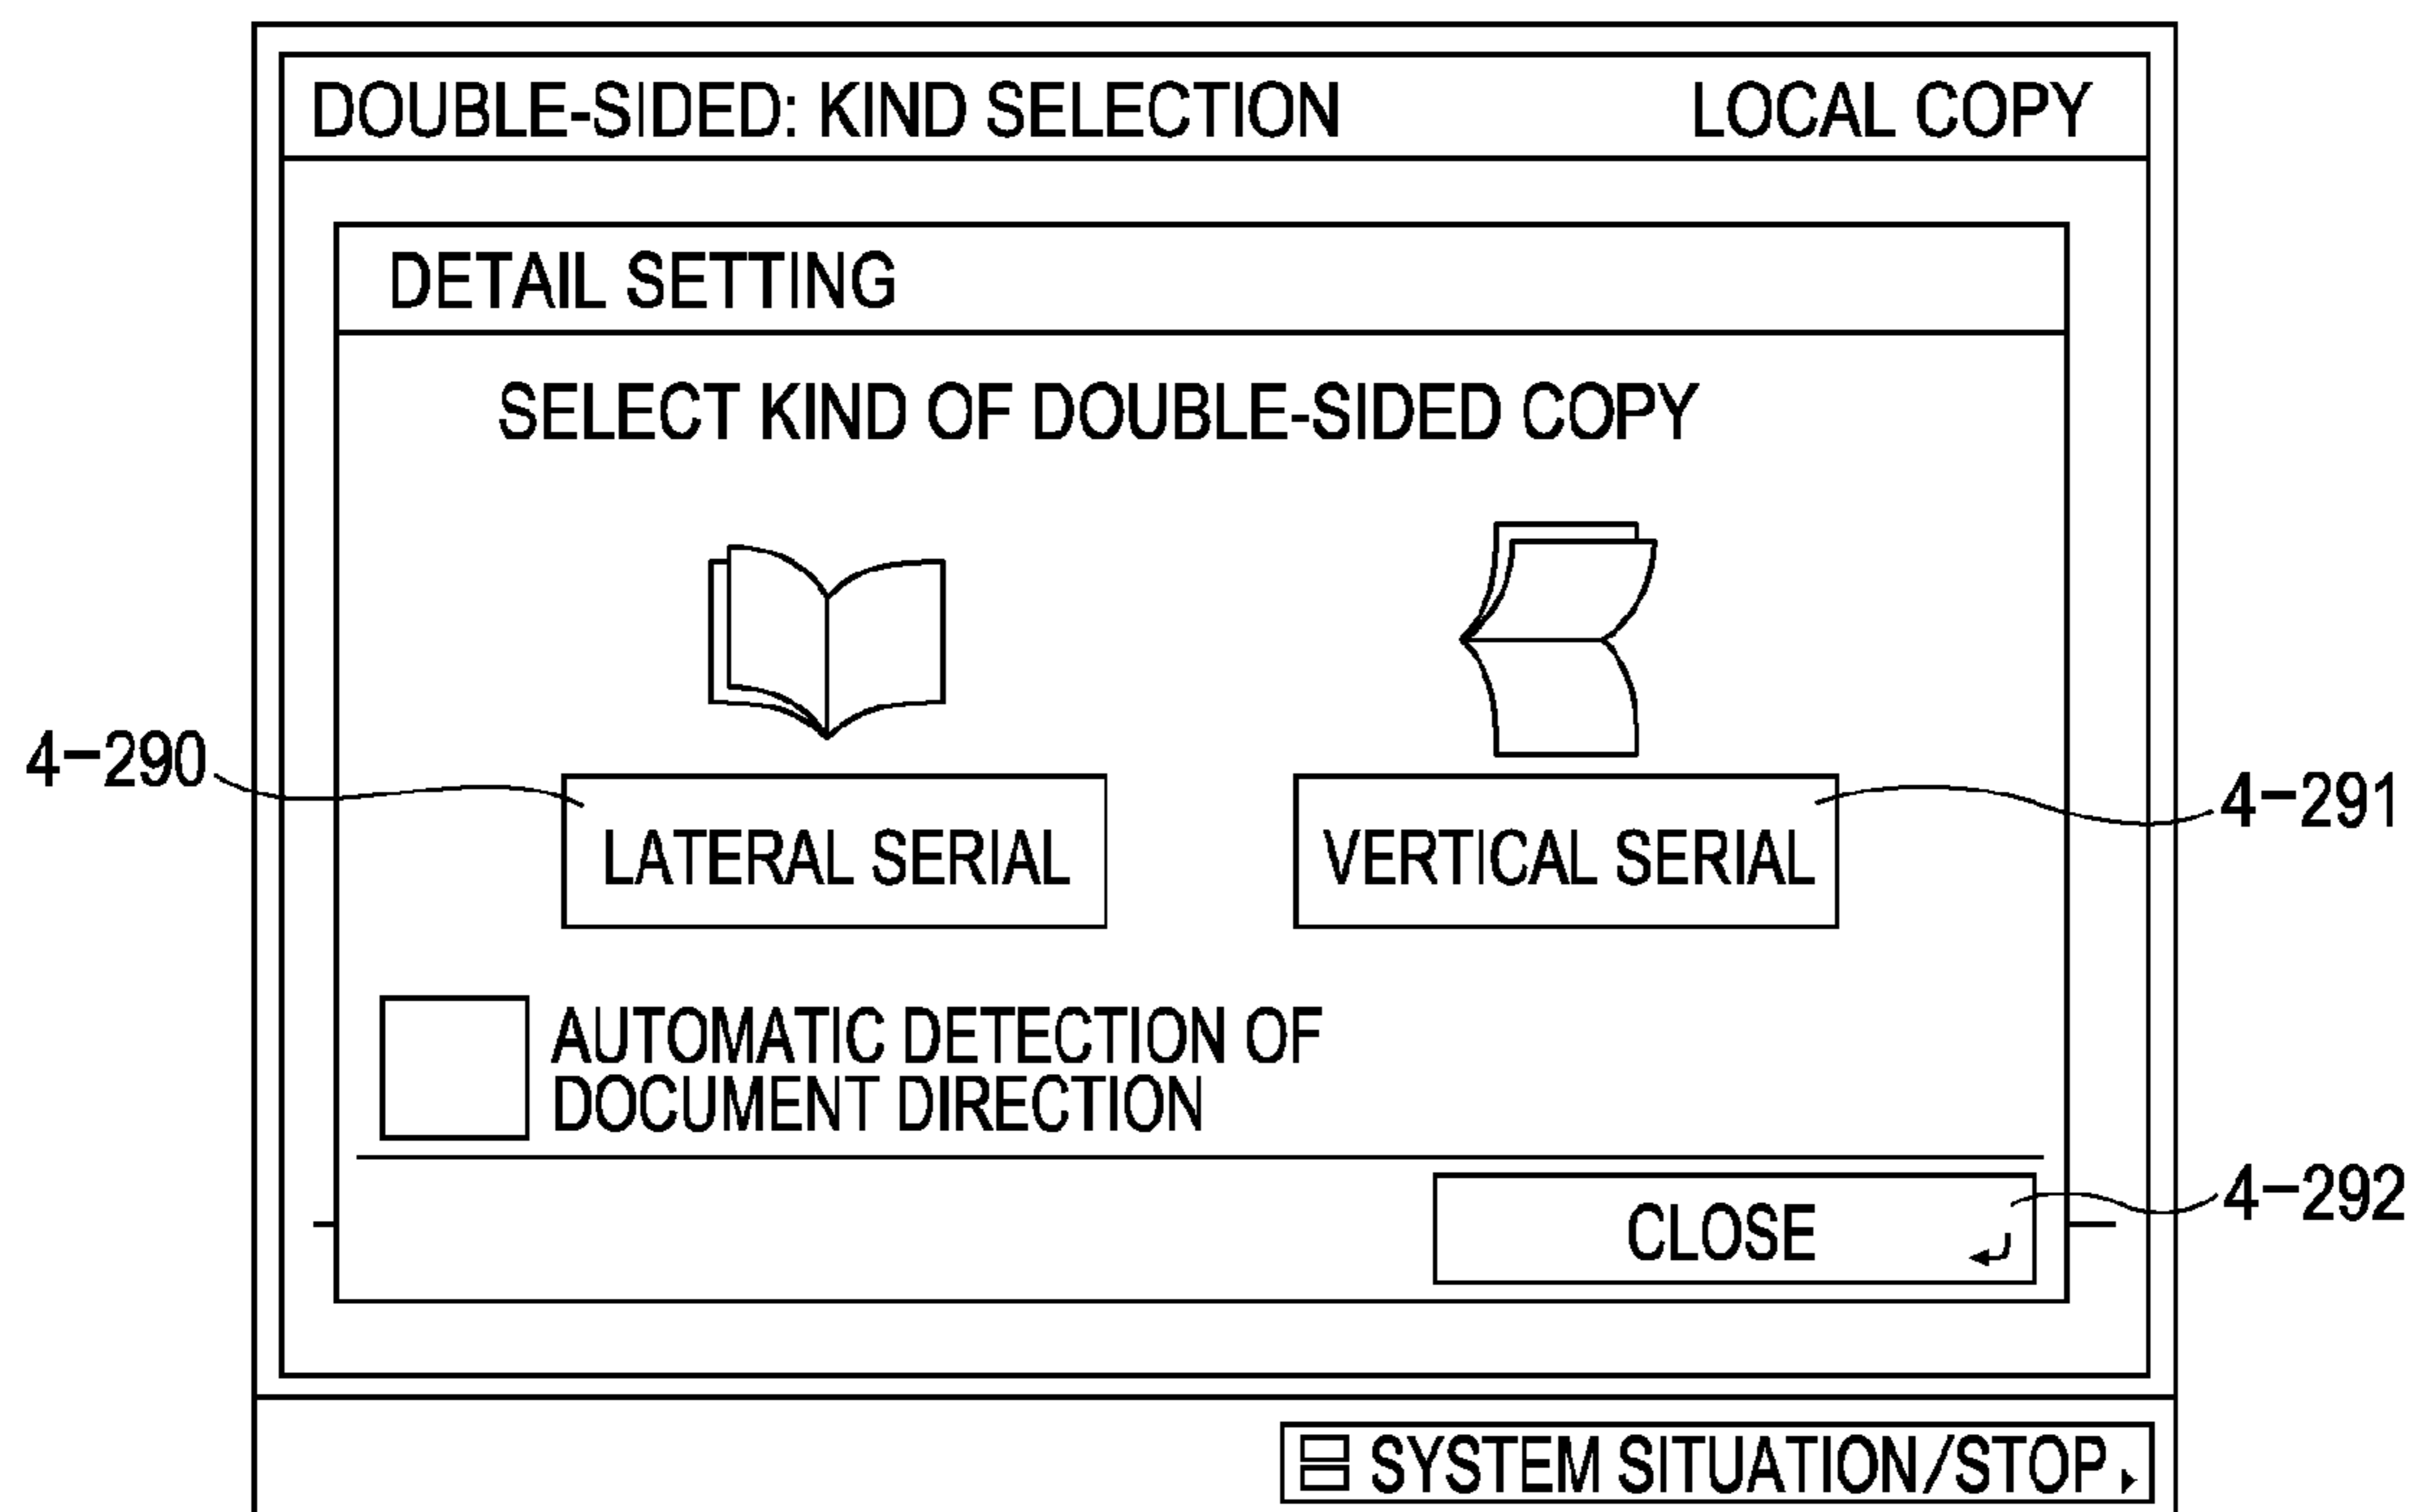 DOUBLE-SIDED: KIND SELECTION LOCAL COPY
DETAIL SETTING
SELECT KIND OF DOUBLE-SIDED COPY
4-290
4-291
LATERAL SERIAL VERTICAL SERIAL
AUTOMATIC DETECTION OF
DOCUMENT DIRECTION
4-292
CLOSE
SYSTEM SITUATION/STOP